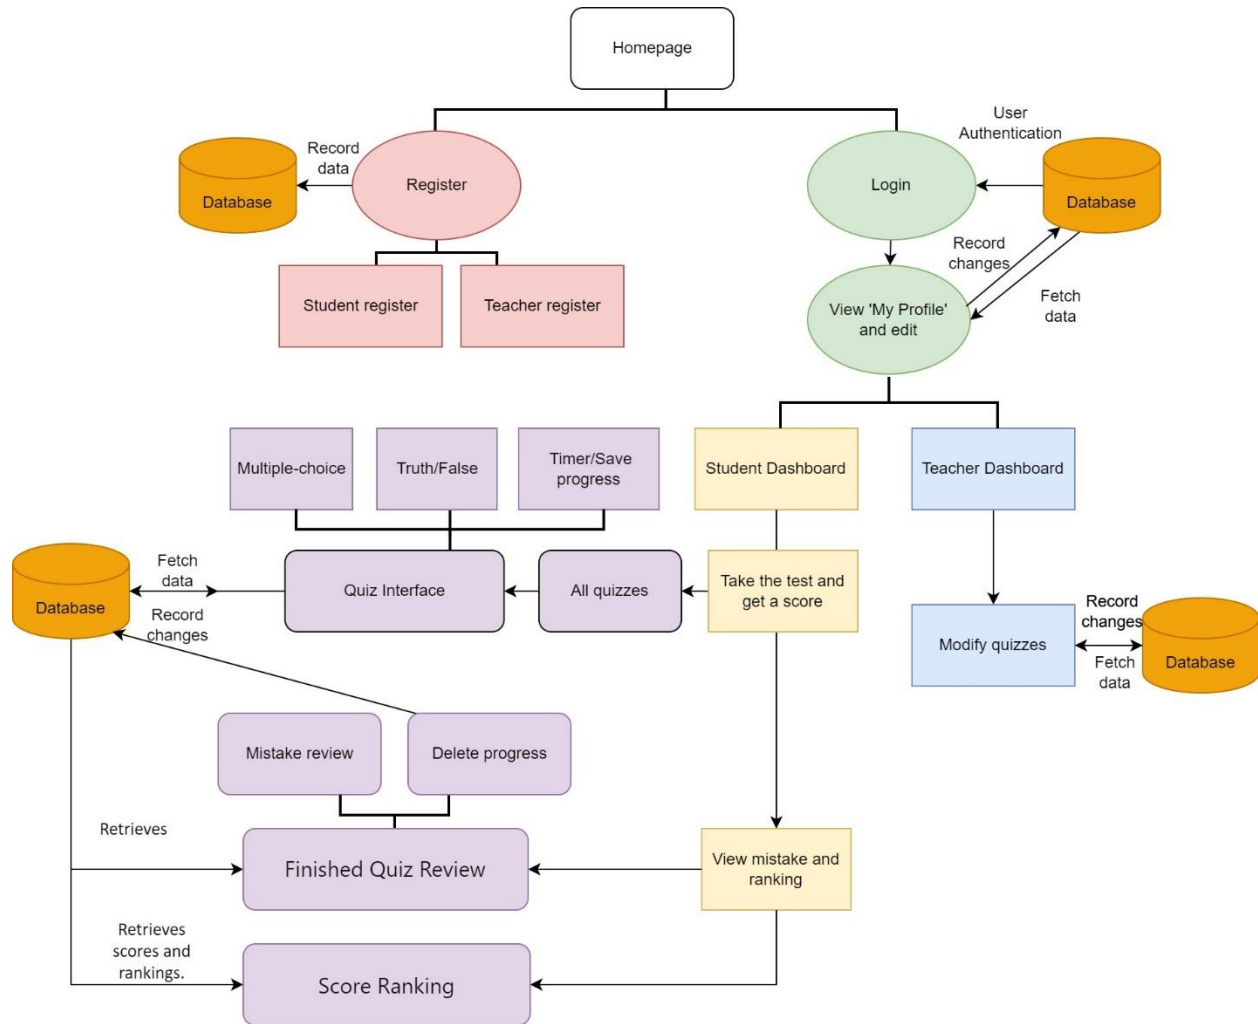 Homepage
User
Authentication
Record
data
Database
Register
Login
Database
Record
changes
Student register
Teacher register
View 'My Profile'
and edit
Fetch
data
Multiple-choice
Truth/False
Timer/Save
progress
Student Dashboard
Teacher Dashboard
Fetch
data
Database
Record
changes
Quiz Interface
All quizzes
Take the test and
get a score
Modify quizzes
Record
changes
Fetch
data
Database
Mistake review
Delete progress
Retrieves
Finished Quiz Review
View mistake and
ranking
Retrieves
scores and
rankings.
Score Ranking